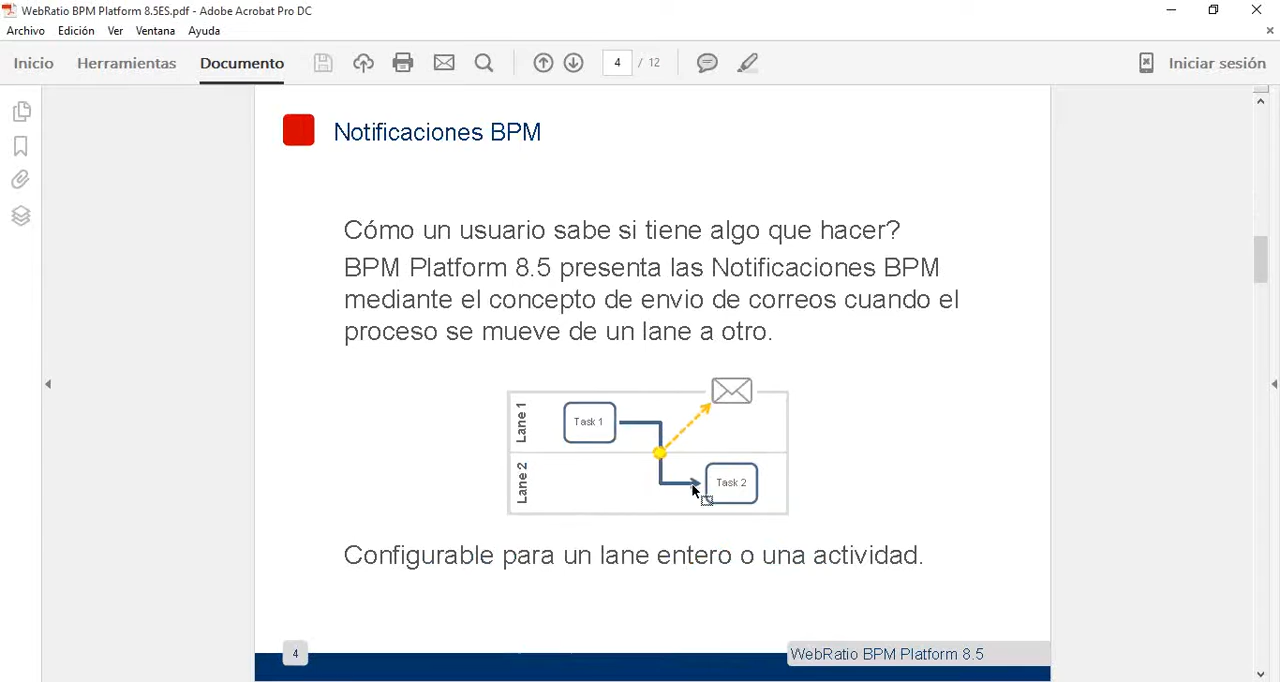 WebRatio BPM Platform 8.5ES.pdf - Adobe Acrobat Pro DC
Archivo Edición Ver Ventana Ayuda
Inicio Herramientas Documento 4 / 12 Iniciar sesión
Notificaciones BPM
Cómo un usuario sabe si tiene algo que hacer?
BPM Platform 8.5 presenta las Notificaciones BPM
mediante el concepto de envio de correos cuando el
proceso se mueve de un lane a otro.
Lane 1
Task 1
Lane 2
Task 2
Configurable para un lane entero o una actividad.
4
WebRatio BPM Platform 8.5